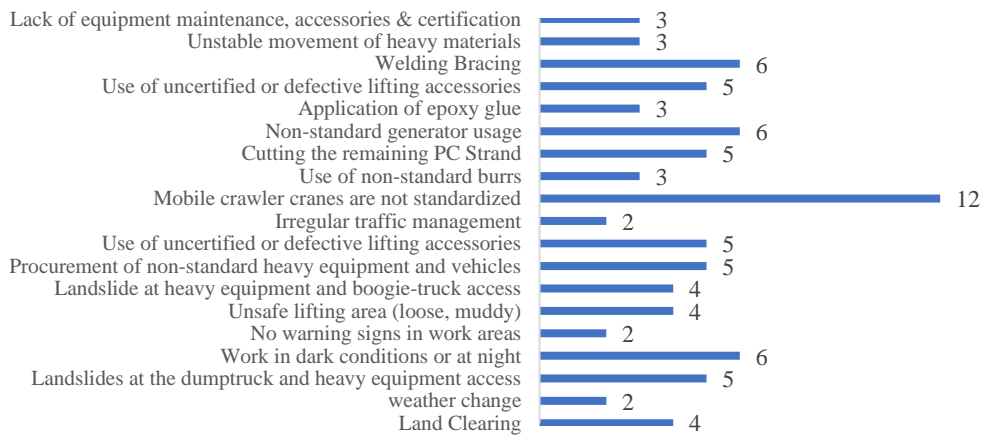 Lack of equipment maintenance, accessories & certification 3
Unstable movement of heavy materials 3
Welding Bracing 6
Use of uncertified or defective lifting accessories 5
Application of epoxy glue 3
Non-standard generator usage 6
Cutting the remaining PC Strand 5
Use of non-standard burrs 3
Mobile crawler cranes are not standardized 12
Irregular traffic management 2
Use of uncertified or defective lifting accessories 5
Procurement of non-standard heavy equipment and vehicles 5
Landslide at heavy equipment and boogie-truck access 4
Unsafe lifting area (loose, muddy) 4
No warning signs in work areas 2
Work in dark conditions or at night 6
Landslides at the dumptruck and heavy equipment access 5
weather change 2
Land Clearing 4